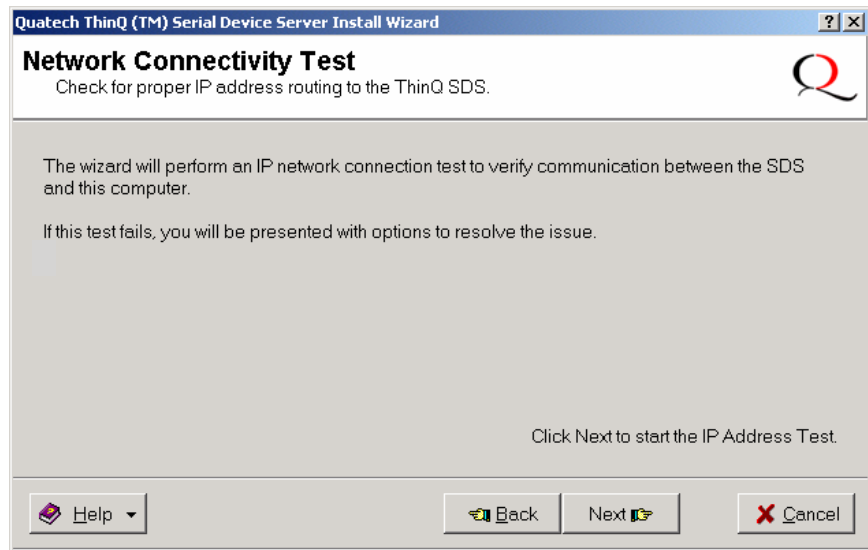 Quatech ThinQ (TM) Serial Device Server Install Wizard
Network Connectivity Test
Check for proper IP address routing to the ThinQ SDS.
The wizard will perform an IP network connection test to verify communication between the SDS
and this computer.
If this test fails, you will be presented with options to resolve the issue.
Click Next to start the IP Address Test.
Help
Back
Next
Cancel